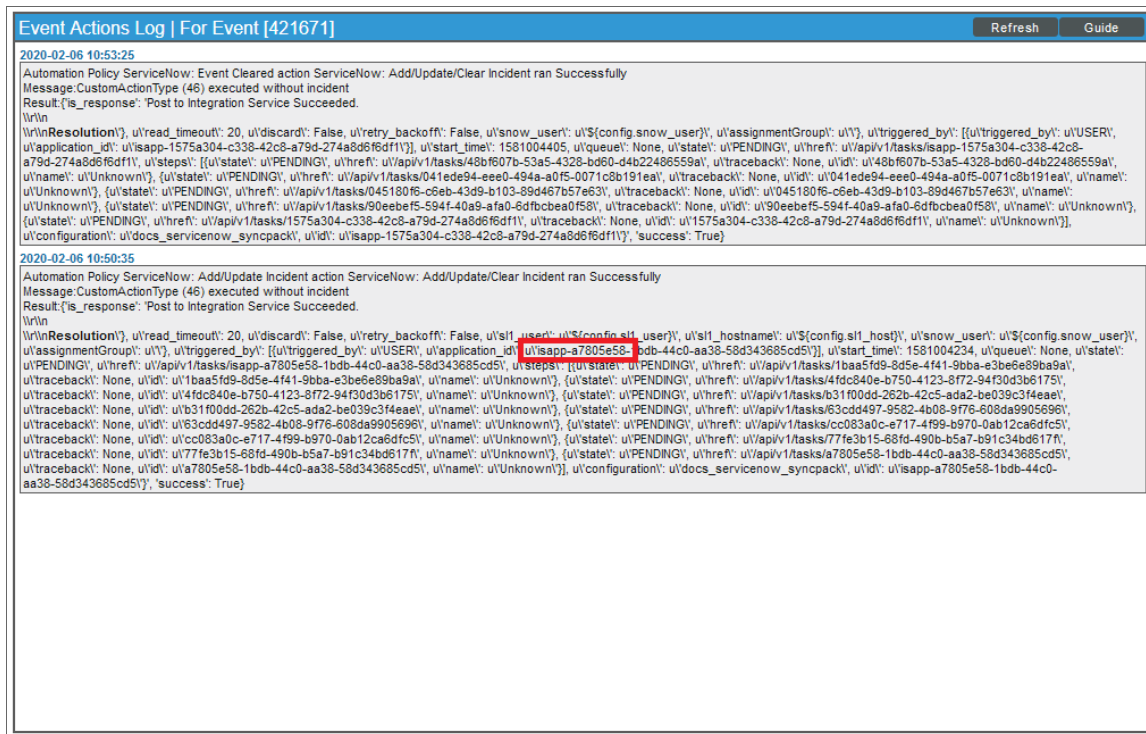 Event Actions Log | For Event [421671]
Refresh
Guide
2020-02-06 10:53:25
Automation Policy ServiceNow: Event Cleared action ServiceNow: Add/Update/Clear Incident ran Successfully
Message:CustomActionType (46) executed without incident
Result:{'is_response': 'Post to Integration Service Succeeded.
\\r\\n
\\r\\nResolution\'}, u\'read_timeout\': 20, u\'discard\': False, u\'retry_backoff\': False, u\'snow_user\': u\'${config.snow_user}\', u\'assignmentGroup\': u\'\'}, u\'triggered_by\': [{u\'triggered_by\': u\'USER\',
u\'application_id\': u\'isapp-1575a304-c338-42c8-a79d-274a8d6f6df1\'}], u\'start_time\': 1581004405, u\'queue\': None, u\'state\': u\'PENDING\', u\'href\': u\'/api/v1/tasks/isapp-1575a304-c338-42c8-
a79d-274a8d6f6df1\', u\'steps\': [{u\'state\': u\'PENDING\', u\'href\': u\'/api/v1/tasks/48bf607b-53a5-4328-bd60-d4b22486559a\', u\'traceback\': None, u\'id\': u\'48bf607b-53a5-4328-bd60-d4b22486559a\',
u\'name\': u\'Unknown\'}, {u\'state\': u\'PENDING\', u\'href\': u\'/api/v1/tasks/041ede94-eee0-494a-a0f5-0071c8b191ea\', u\'traceback\': None, u\'id\': u\'041ede94-eee0-494a-a0f5-0071c8b191ea\', u\'name\':
u\'Unknown\'}, {u\'state\': u\'PENDING\', u\'href\': u\'/api/v1/tasks/045180f6-c6eb-43d9-b103-89d467b57e63\', u\'traceback\': None, u\'id\': u\'045180f6-c6eb-43d9-b103-89d467b57e63\', u\'name\':
u\'Unknown\'}, {u\'state\': u\'PENDING\', u\'href\': u\'/api/v1/tasks/90eebef5-594f-40a9-afa0-6dfbcbea0f58\', u\'traceback\': None, u\'id\': u\'90eebef5-594f-40a9-afa0-6dfbcbea0f58\', u\'name\': u\'Unknown\'},
{u\'state\': u\'PENDING\', u\'href\': u\'/api/v1/tasks/1575a304-c338-42c8-a79d-274a8d6f6df1\', u\'traceback\': None, u\'id\': u\'1575a304-c338-42c8-a79d-274a8d6f6df1\', u\'name\': u\'Unknown\'}],
u\'configuration\': u\'docs_servicenow_syncpack\', u\'id\': u\'isapp-1575a304-c338-42c8-a79d-274a8d6f6df1\'}', 'success': True}
2020-02-06 10:50:35
Automation Policy ServiceNow: Add/Update Incident action ServiceNow: Add/Update/Clear Incident ran Successfully
Message:CustomActionType (46) executed without incident
Result:{'is_response': 'Post to Integration Service Succeeded.
\\r\\n
\\r\\nResolution\'}, u\'read_timeout\': 20, u\'discard\': False, u\'retry_backoff\': False, u\'sl1_user\': u\'${config.sl1_user}\', u\'sl1_hostname\': u\'${config.sl1_host}\', u\'snow_user\': u\'${config.snow_user}\',
u\'assignmentGroup\': u\'\'}, u\'triggered_by\': [{u\'triggered_by\': u\'USER\', u\'application_id\': u\'isapp-a7805e58-1bdb-44c0-aa38-58d343685cd5\'}], u\'start_time\': 1581004234, u\'queue\': None, u\'state\':
u\'PENDING\', u\'href\': u\'/api/v1/tasks/isapp-a7805e58-1bdb-44c0-aa38-58d343685cd5\', u\'steps\': [{u\'state\': u\'PENDING\', u\'href\': u\'/api/v1/tasks/1baa5fd9-8d5e-4f41-9bba-e3be6e89ba9a\',
u\'traceback\': None, u\'id\': u\'1baa5fd9-8d5e-4f41-9bba-e3be6e89ba9a\', u\'name\': u\'Unknown\'}, {u\'state\': u\'PENDING\', u\'href\': u\'/api/v1/tasks/4fdc840e-b750-4123-8f72-94f30d3b6175\',
u\'traceback\': None, u\'id\': u\'4fdc840e-b750-4123-8f72-94f30d3b6175\', u\'name\': u\'Unknown\'}, {u\'state\': u\'PENDING\', u\'href\': u\'/api/v1/tasks/b31f00dd-262b-42c5-ada2-be039c3f4eae\',
u\'traceback\': None, u\'id\': u\'b31f00dd-262b-42c5-ada2-be039c3f4eae\', u\'name\': u\'Unknown\'}, {u\'state\': u\'PENDING\', u\'href\': u\'/api/v1/tasks/63cdd497-9582-4b08-9f76-608da9905696\',
u\'traceback\': None, u\'id\': u\'63cdd497-9582-4b08-9f76-608da9905696\', u\'name\': u\'Unknown\'}, {u\'state\': u\'PENDING\', u\'href\': u\'/api/v1/tasks/cc083a0c-e717-4f99-b970-0ab12ca6dfc5\',
u\'traceback\': None, u\'id\': u\'cc083a0c-e717-4f99-b970-0ab12ca6dfc5\', u\'name\': u\'Unknown\'}, {u\'state\': u\'PENDING\', u\'href\': u\'/api/v1/tasks/77fe3b15-68fd-490b-b5a7-b91c34bd617f\',
u\'traceback\': None, u\'id\': u\'77fe3b15-68fd-490b-b5a7-b91c34bd617f\', u\'name\': u\'Unknown\'}, {u\'state\': u\'PENDING\', u\'href\': u\'/api/v1/tasks/a7805e58-1bdb-44c0-aa38-58d343685cd5\',
u\'traceback\': None, u\'id\': u\'a7805e58-1bdb-44c0-aa38-58d343685cd5\', u\'name\': u\'Unknown\'}], u\'configuration\': u\'docs_servicenow_syncpack\', u\'id\': u\'isapp-a7805e58-1bdb-44c0-
aa38-58d343685cd5\'}', 'success': True}